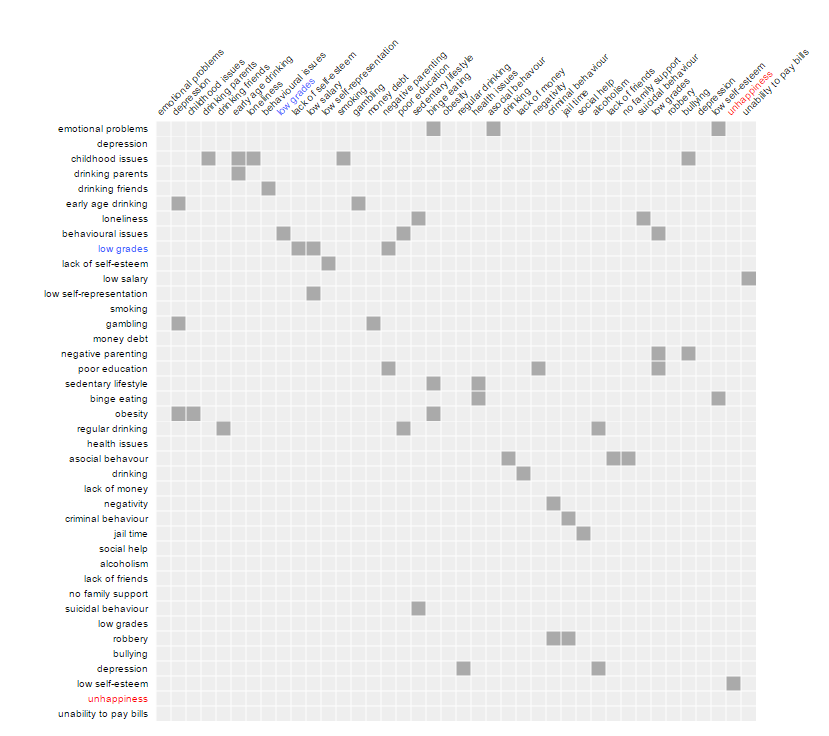 emotional problems
depression
childhood issues
drinking parents
drinking friends
early age drinking
loneliness
behavioural issues
low grades
lack of self-esteem
low salary
low self-representation
smoking
gambling
money debt
negative parenting
poor education
sedentary lifestyle
binge eating
obesity
regular drinking
health issues
asocial behavour
drinking
lack of money
negativity
criminal behaviour
jail time
social help
alcoholism
lack of friends
no family support
suicidal behaviour
low grades
robbery
bullying
depression
low self-esteem
unhappiness
unability to pay bills
emotional problems
depression
childhood issues
drinking parents
drinking friends
early age drinking
loneliness
behavioural issues
low grades
lack of self-esteem
low salary
low self-representation
smoking
gambling
money debt
negative parenting
poor education
sedentary lifestyle
binge eating
obesity
regular drinking
health issues
asocial behavour
drinking
lack of money
negativity
criminal behaviour
jail time
social help
alcoholism
lack of friends
no family support
suicidal behaviour
low grades
robbery
bullying
depression
low self-esteem
unhappiness
unability to pay bills